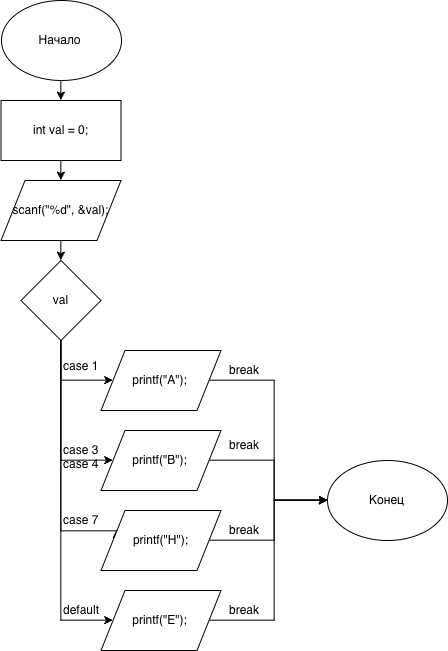 Начало
int val = 0;
scanf("%d", &val);
val
case 1
printf("A");
break
case 3
case 4
printf("B");
break
case 7
printf("H");
break
default
printf("E");
break
Конец